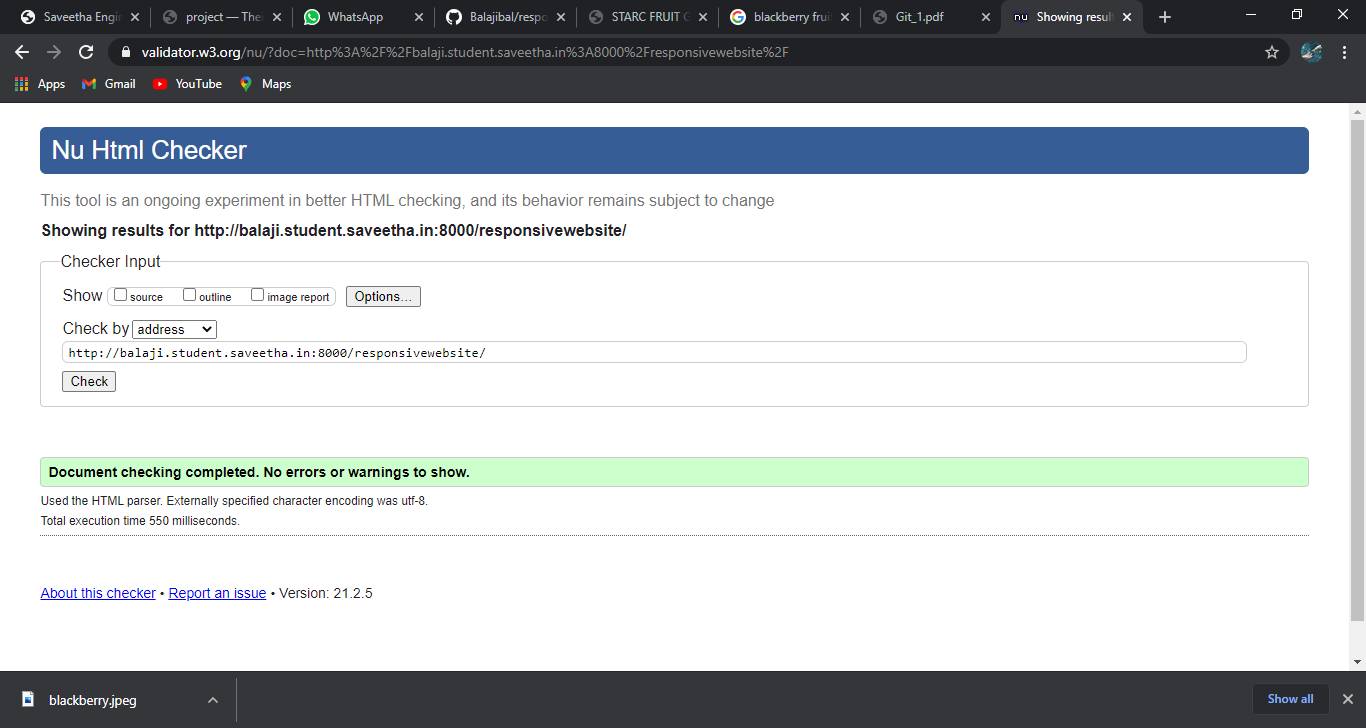 Saveetha Engin
project — Ther
WhatsApp
Balajibal/respo
STARC FRUIT G
blackberry fruit
Git_1.pdf
nu Showing result
validator.w3.org/nu/?doc=http%3A%2F%2Fbalaji.student.saveetha.in%3A8000%2Fresponsivewebsite%2F
Apps Gmail YouTube Maps
Nu Html Checker
This tool is an ongoing experiment in better HTML checking, and its behavior remains subject to change
Showing results for http://balaji.student.saveetha.in:8000/responsivewebsite/
Checker Input
Show source outline image report Options...
Check by address
http://balaji.student.saveetha.in:8000/responsivewebsite/
Check
Document checking completed. No errors or warnings to show.
Used the HTML parser. Externally specified character encoding was utf-8.
Total execution time 550 milliseconds.
About this checker • Report an issue • Version: 21.2.5
blackberry.jpeg
Show all